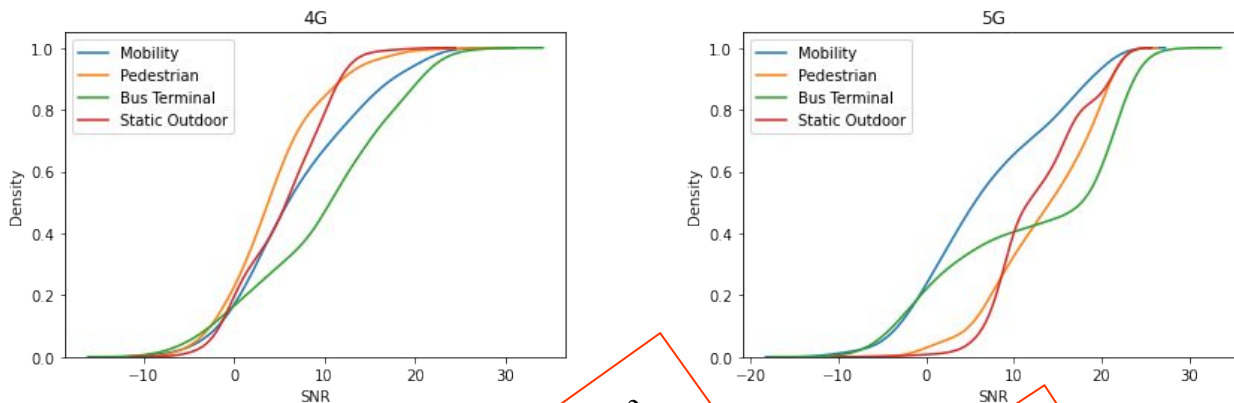 4G
1.0
0.8
0.6
0.4
0.2
0.0
Density
−10
0
10
20
30
SNR
Mobility
Pedestrian
Bus Terminal
Static Outdoor
5G
1.0
0.8
0.6
0.4
0.2
0.0
Density
−20
−10
0
10
20
30
SNR
Mobility
Pedestrian
Bus Terminal
Static Outdoor